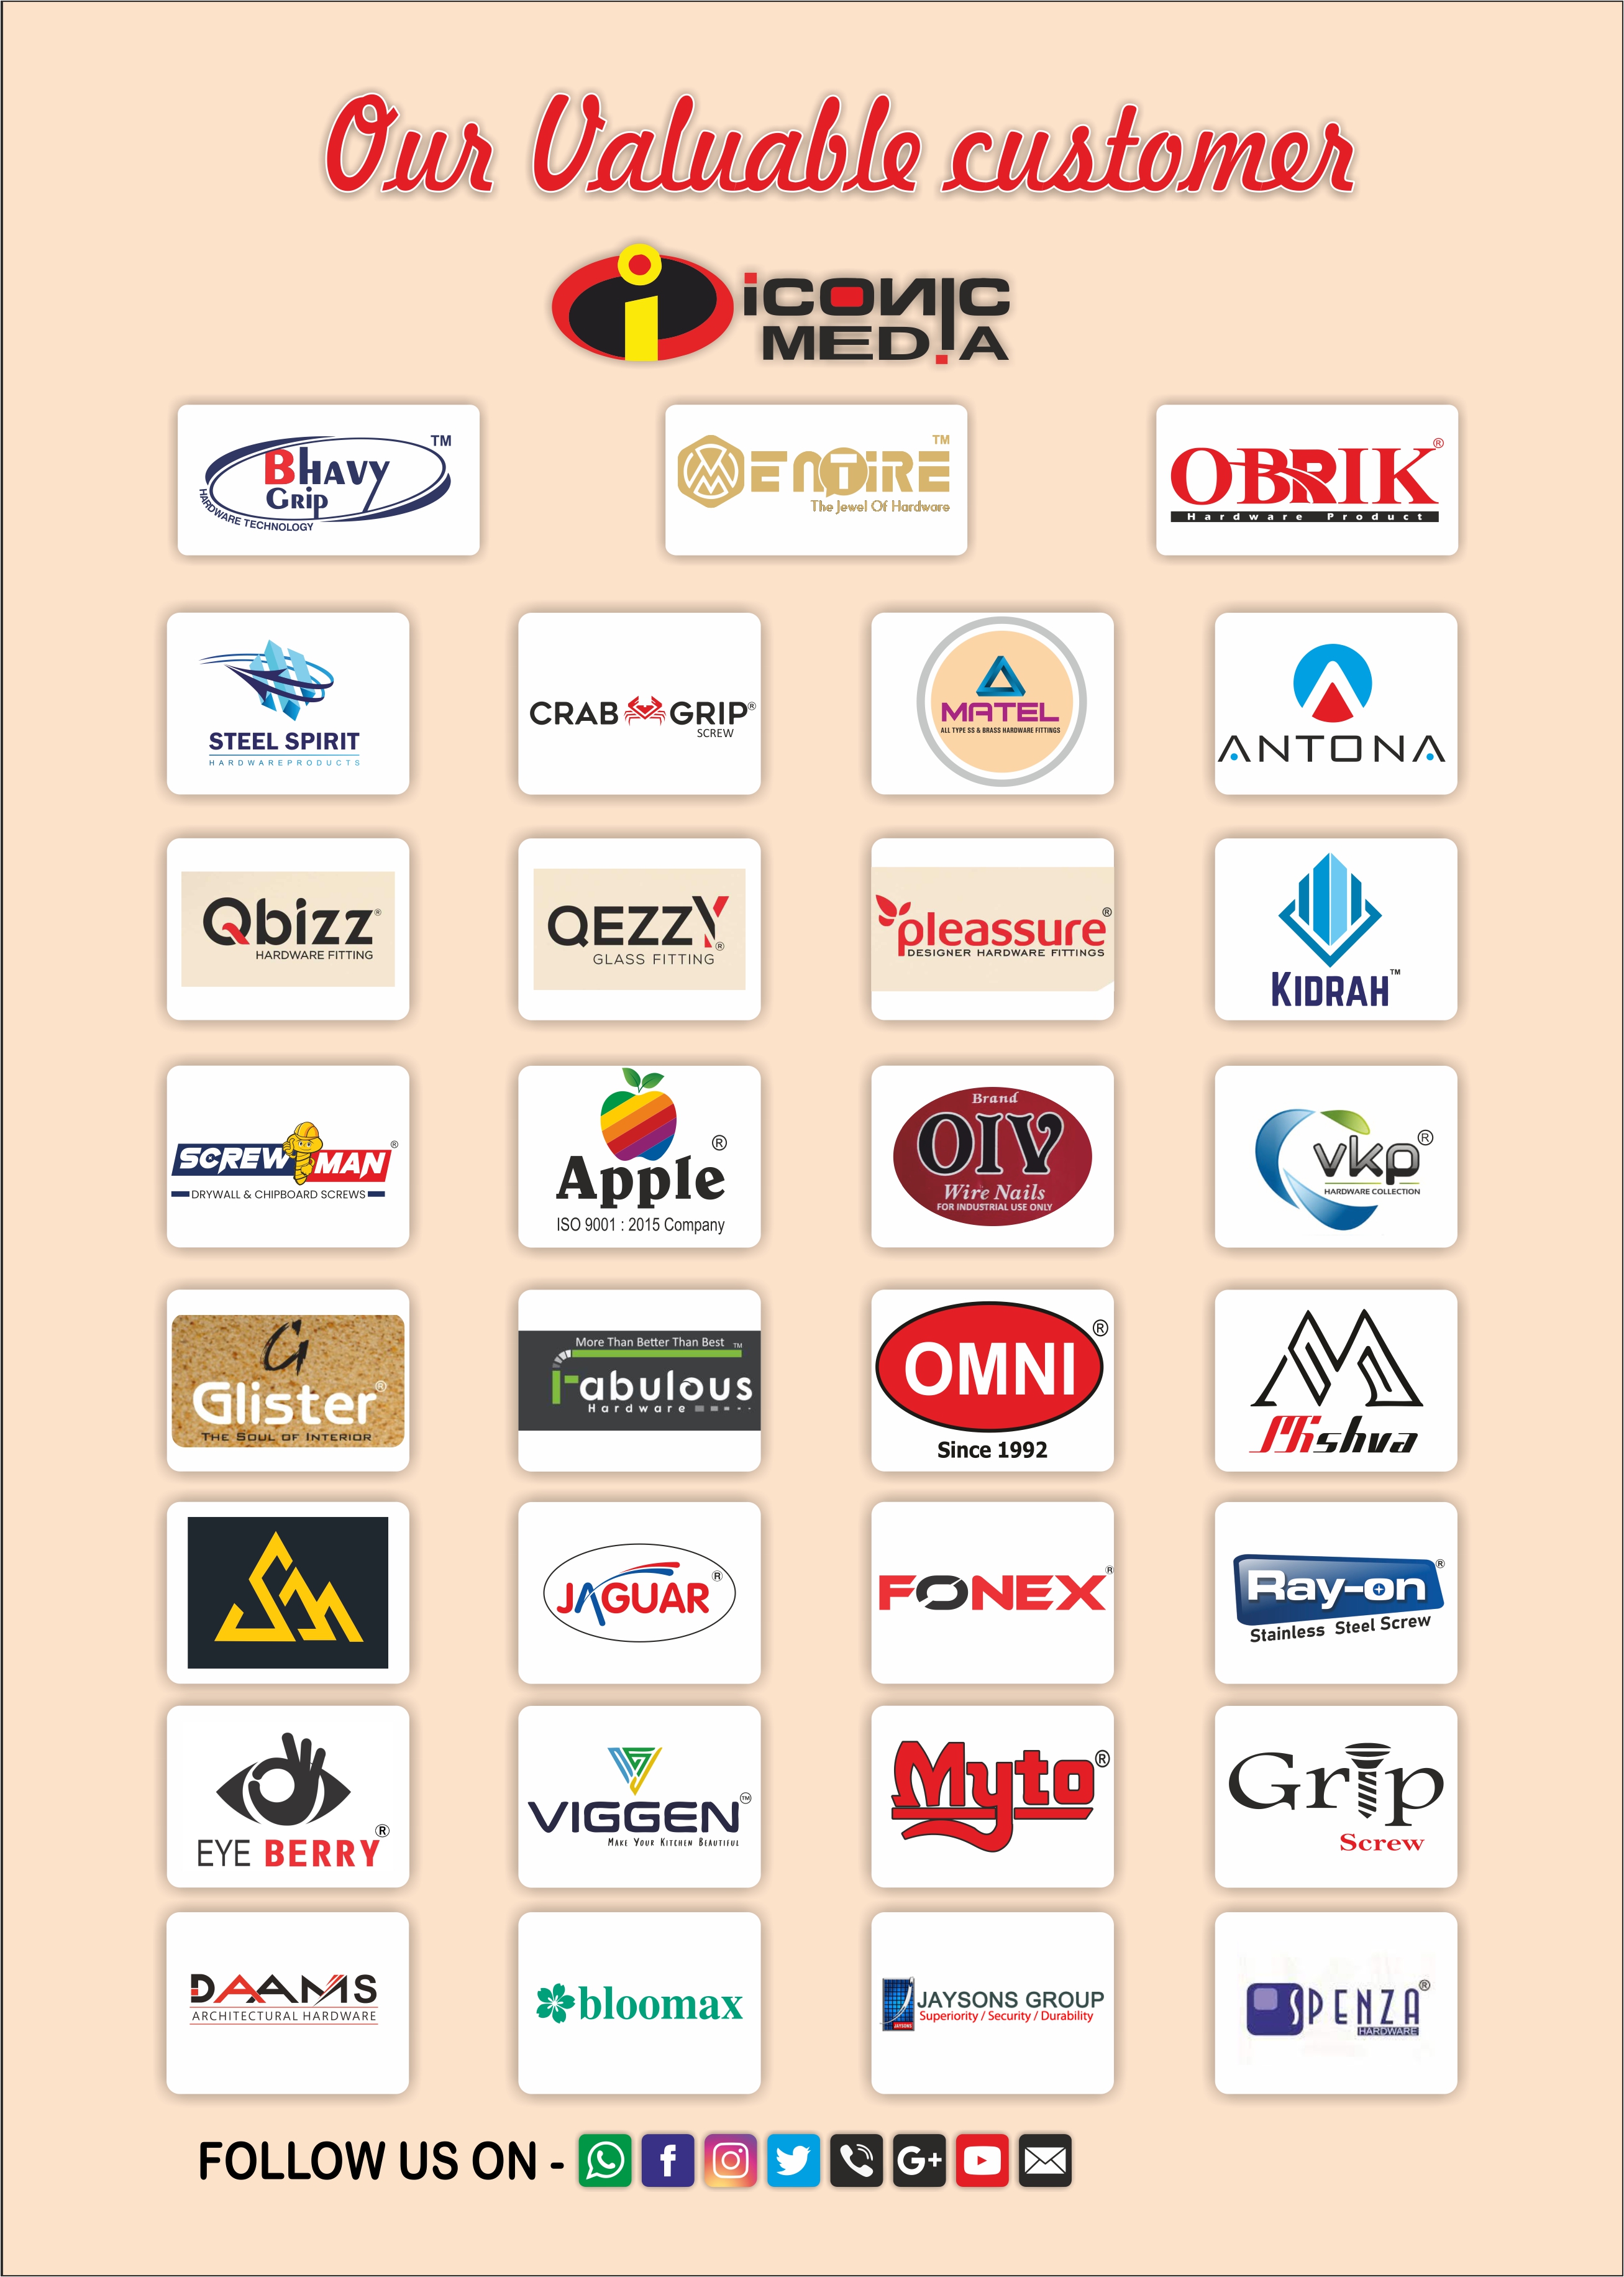 Our Valuable customer
iCONIC
MEDIA
BHAVY
Grip
TM
HARDWARE TECHNOLOGY
ENTIRE
TM
The Jewel Of Hardware
OBRIK®
Hardware Product
STEEL SPIRIT
HARDWAREPRODUCTS
CRAB GRIP®
SCREW
MATEL
ALL TYPE SS & BRASS HARDWARE FITTINGS
ANTONA
Qbizz®
HARDWARE FITTING
QEZZY®
GLASS FITTING
pleassure®
DESIGNER HARDWARE FITTINGS
KIDRAH™
SCREW MAN®
DRYWALL & CHIPBOARD SCREWS
Apple®
ISO 9001 : 2015 Company
Brand
OIV
Wire Nails
FOR INDUSTRIAL USE ONLY
vkp®
HARDWARE COLLECTION
G
Glister®
THE SOUL OF INTERIOR
More Than Better Than Best TM
Fabulous
Hardware
OMNI®
Since 1992
Mishva
SM
JAGUAR®
FONEX®
Ray-on®
Stainless Steel Screw
EYE BERRY®
VIGGEN™
MAKE YOUR KITCHEN BEAUTIFUL
Myto®
Grip
Screw
DAAMS
ARCHITECTURAL HARDWARE
bloomax
JAYSONS GROUP
Superiority / Security / Durability
JAYSONS
SPENZA®
HARDWARE
FOLLOW US ON - f G+